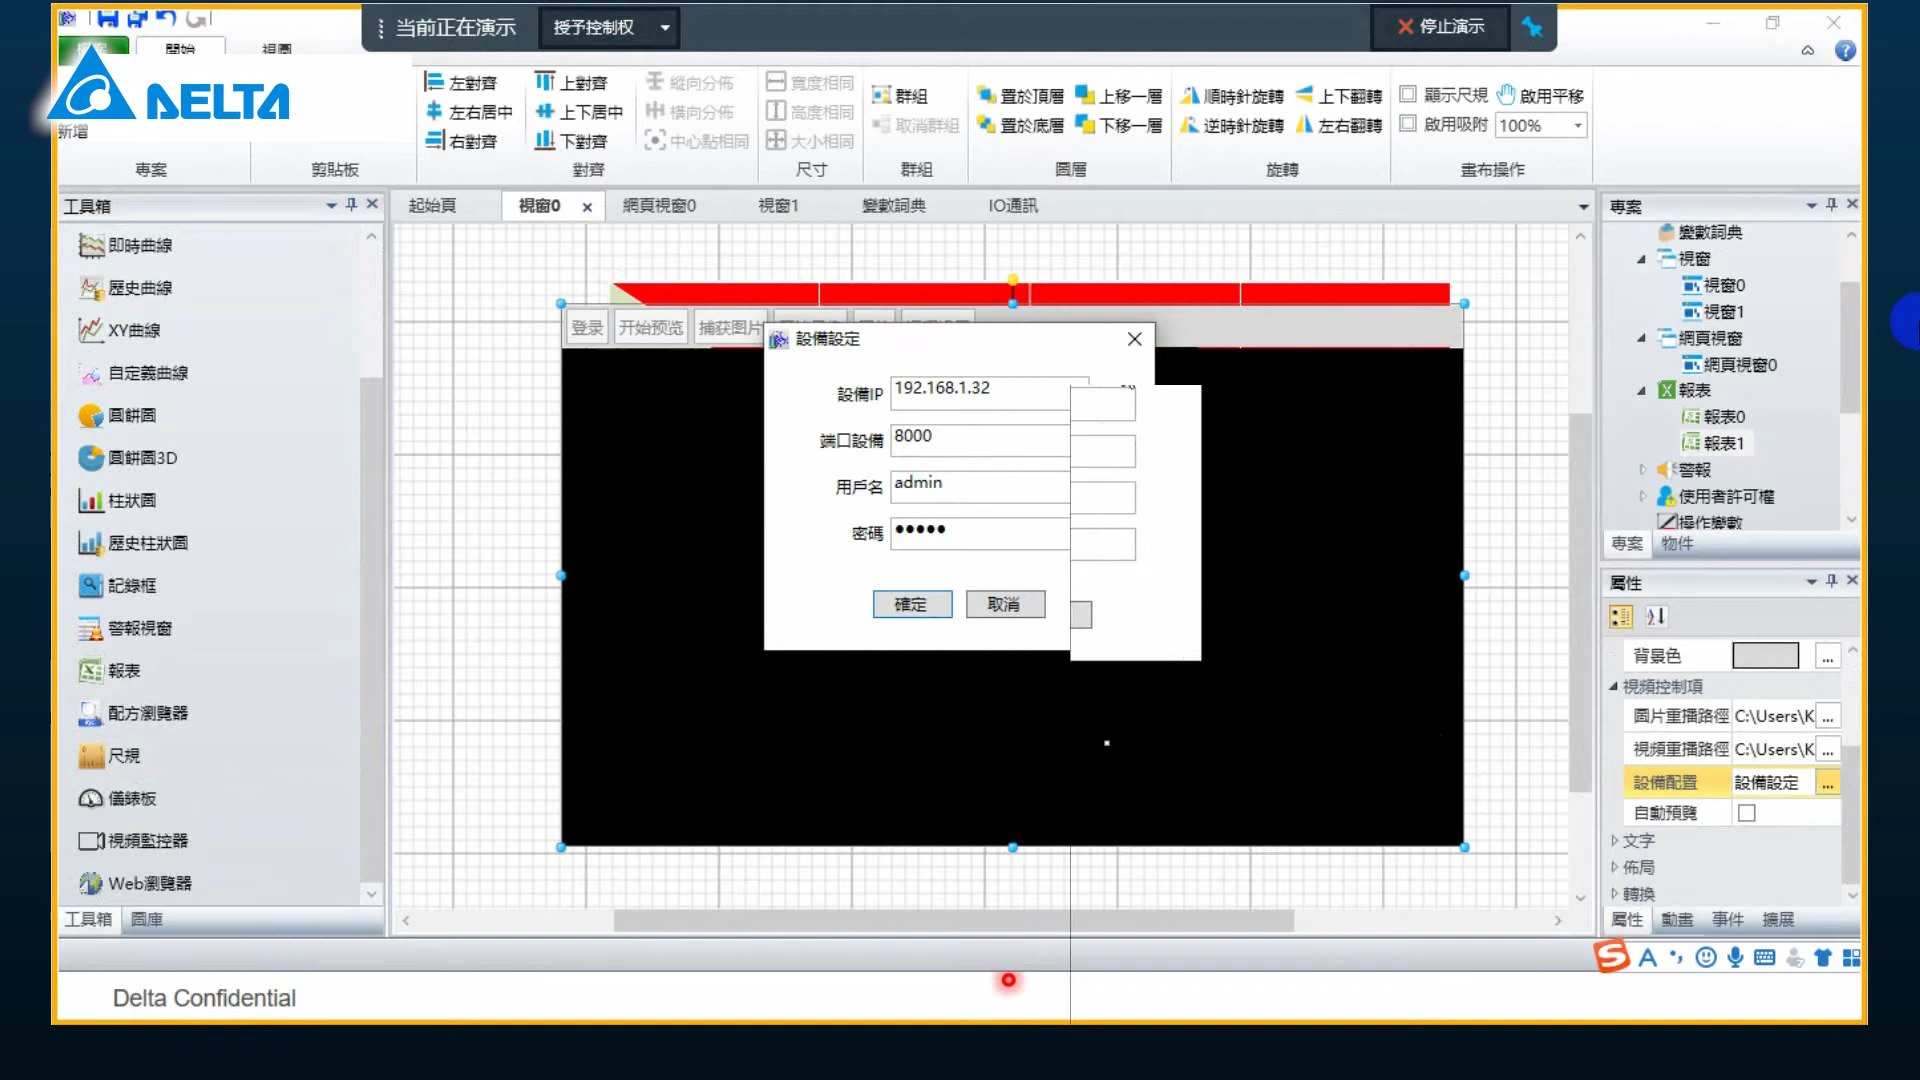 当前正在演示
授予控制权
停止演示
開始
視圖
DELTA
新增
左對齊
上對齊
縱向分佈
寬度相同
左右居中
上下居中
橫向分佈
高度相同
右對齊
下對齊
中心點相同
大小相同
群組
取消群組
置於頂層
上移一層
置於底層
下移一層
順時針旋轉
上下翻轉
逆時針旋轉
左右翻轉
顯示尺規
啟用平移
啟用吸附
100%
專案
剪貼板
對齊
尺寸
群組
圖層
旋轉
畫布操作
工具箱
起始頁
視窗0
網頁視窗0
視窗1
變數詞典
IO通訊
即時曲線
歷史曲線
XY曲線
自定義曲線
圓餅圖
圓餅圖3D
柱狀圖
歷史柱狀圖
記錄框
警報視窗
報表
配方瀏覽器
尺規
儀錶板
視頻監控器
Web瀏覽器
工具箱
圖庫
登录
开始预览
捕获图片
設備設定
設備IP
192.168.1.32
端口設備
8000
用戶名
admin
密碼
●●●●●
確定
取消
專案
變數詞典
視窗
視窗0
視窗1
網頁視窗
網頁視窗0
報表
報表0
報表1
警報
使用者許可權
操作變數
專案
物件
屬性
背景色
...
視頻控制項
圖片重播路徑
C:\Users\K
...
視頻重播路徑
C:\Users\K
...
設備配置
設備設定
...
自動預覽
文字
佈局
轉換
屬性
動畫
事件
擴展
Delta Confidential